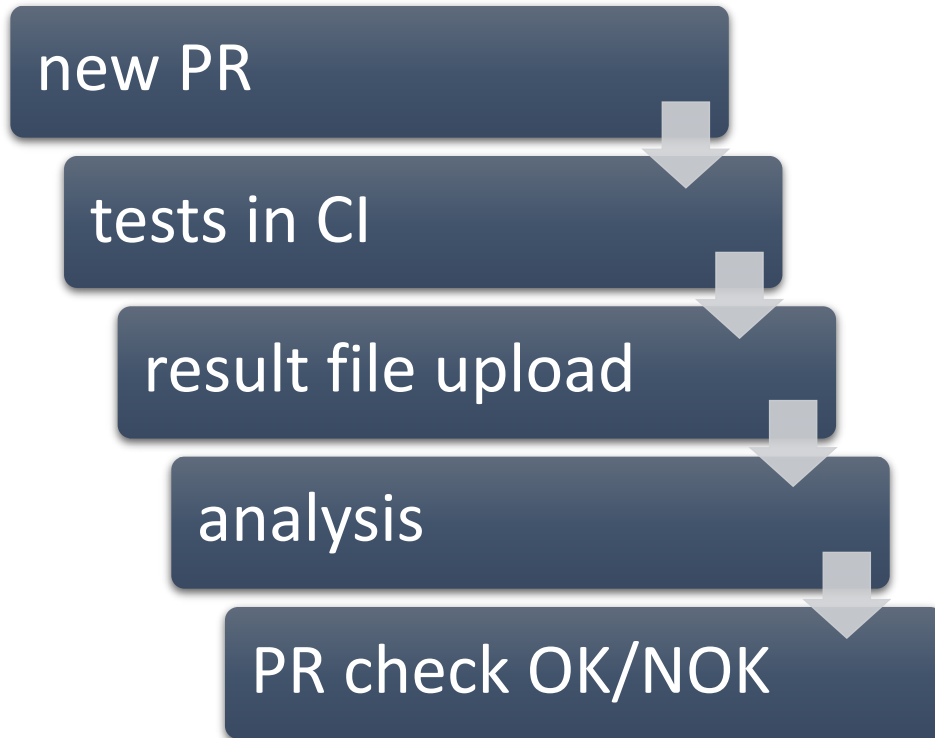 new PR
tests in CI
result file upload
analysis
PR check OK/NOK